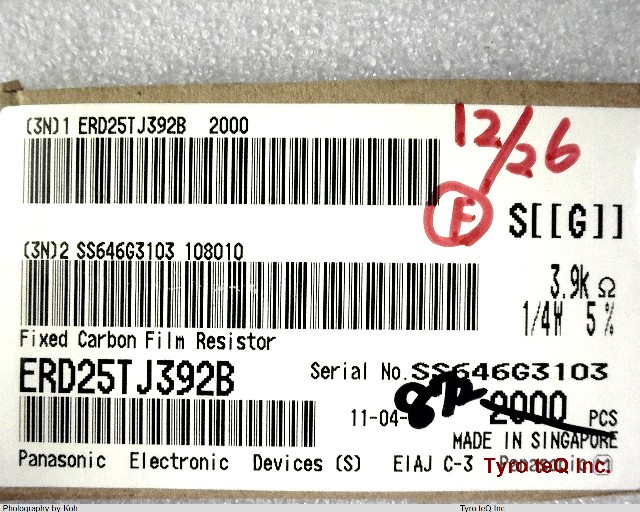 (3N)1 ERD25TJ392B 2000
12/26
F
S[[G]]
(3N)2 SS646G3103 108010
3.9k Ω
1/4W 5%
Fixed Carbon Film Resistor
ERD25TJ392B
Serial No. SS646G3103
11-04- 2000 PCS
MADE IN SINGAPORE
Panasonic Electronic Devices (S) EIAJ C-3 Panasonic
Tyro teQ Inc.
Photography by Koh Tyro teQ Inc